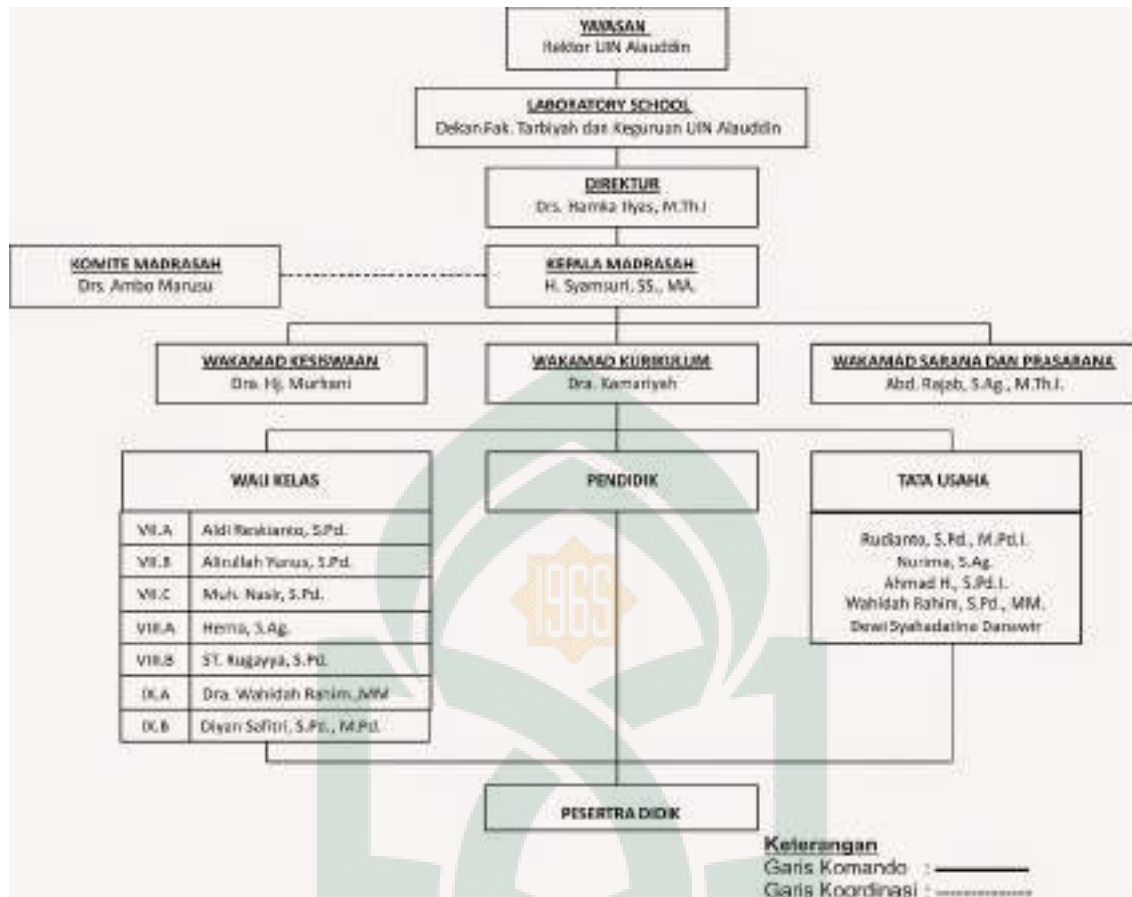 YAYASAN
Rektor UIN Alauddin
LABORATORY SCHOOL
Dekan Fak. Tarbiyah dan Keguruan UIN Alauddin
DIREKTUR
Drs. Hamka Ilyas, M.Th.I
KOMITE MADRASAH
Drs. Ambo Marusu
KEPALA MADRASAH
H. Syamsuri, SS., MA.
WAKAMAD KESISWAAN
Dra. Hj. Murhani
WAKAMAD KURIKULUM
Dra. Kamariyah
WAKAMAD SARANA DAN PRASARANA
Abd. Rajab, S.Ag., M.Th.I.
WALI KELAS
PENDIDIK
TATA USAHA
VII.A Aldi Reskianto, S.Pd.
VII.B Yunus, S.Pd.
VII.C Muh. Nasir, S.Pd.
VIII.A Herna, S.Ag.
VIII.B ST. Rugayya, S.Pd.
IX.A Dra. Wahidah Rahim.,MM
IX.B Diyan Safitri, S.Pd., M.Pd.
Rudianto, S.Pd., M.Pd.I.
Nurima, S.Ag.
Ahmad H., S.Pd.I.
Wahidah Rahim, S.Pd., MM.
Dewi Syahadatina
1965
PESERTRA DIDIK
Keterangan
Garis Komando :
Garis Koordinasi :